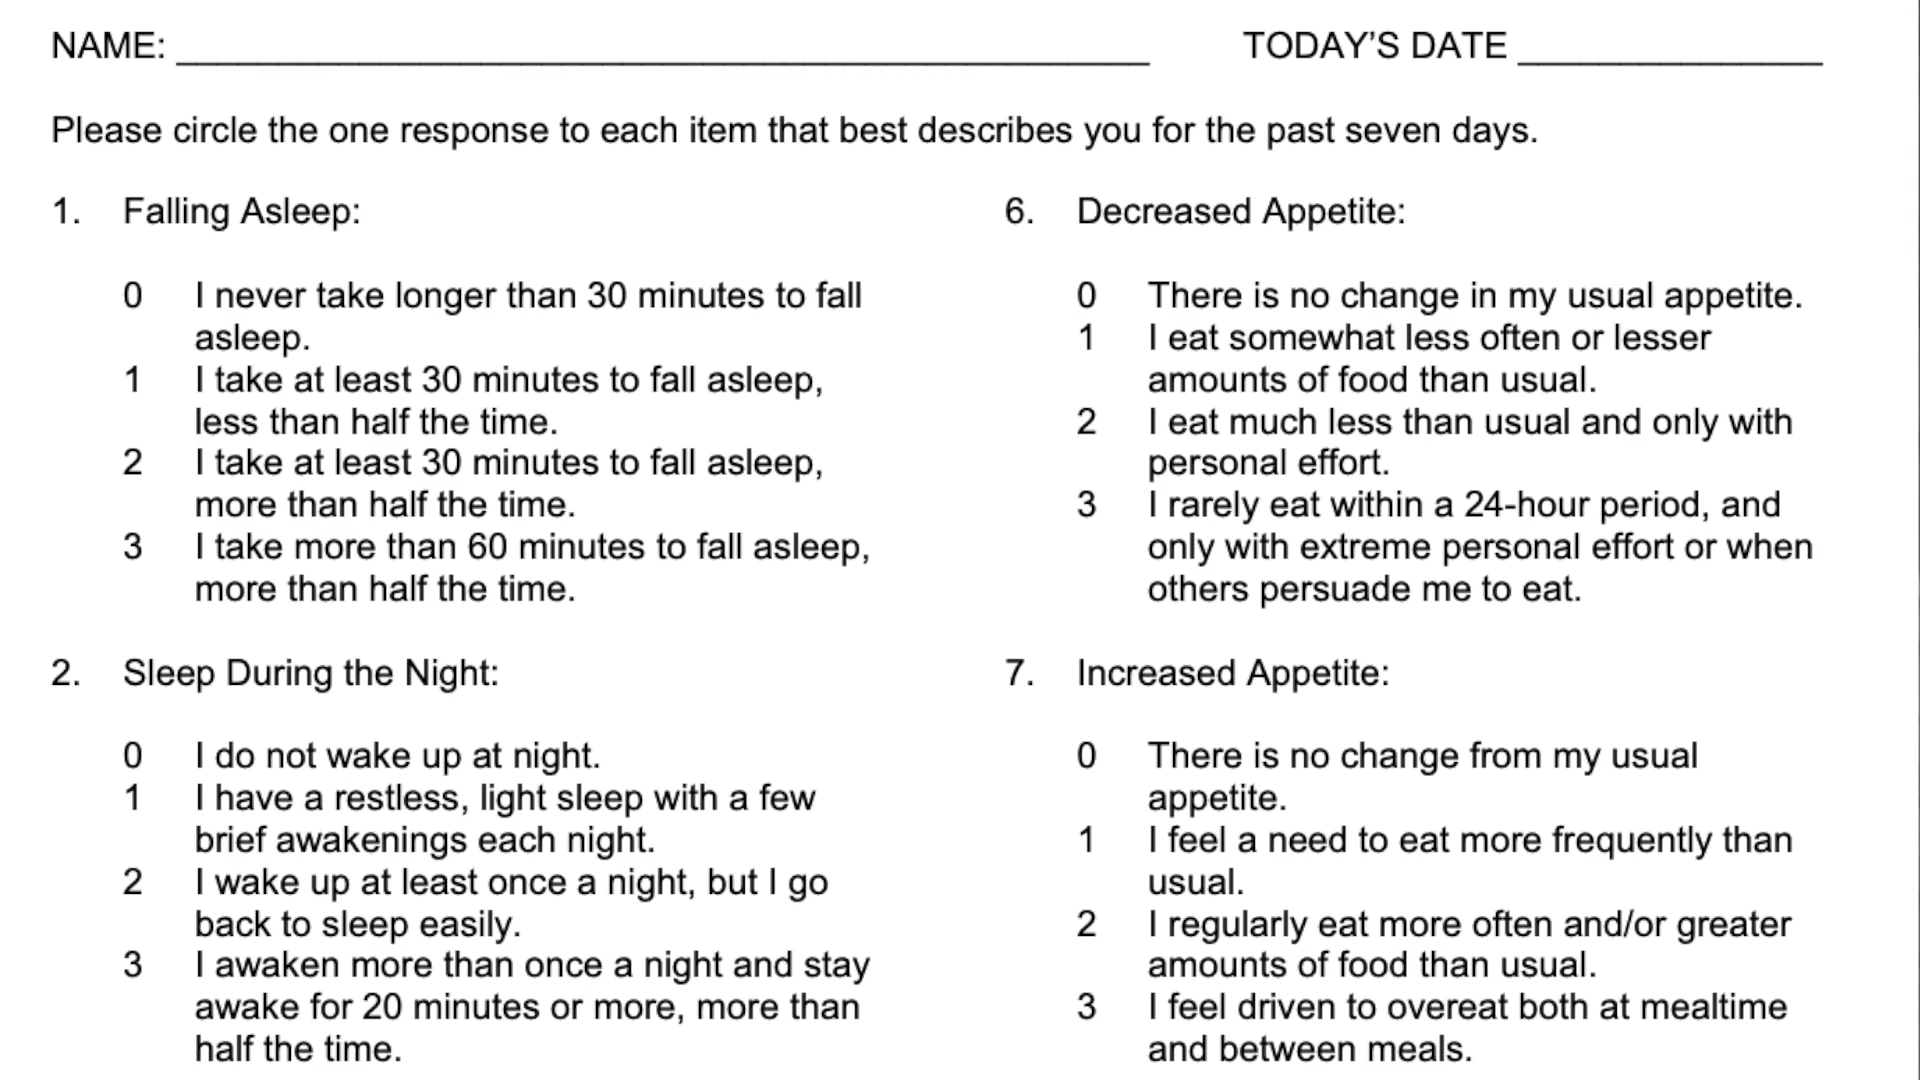 NAME: ________________________________________________ TODAY'S DATE _______________
Please circle the one response to each item that best describes you for the past seven days.
1. Falling Asleep:
0 I never take longer than 30 minutes to fall
asleep.
1 I take at least 30 minutes to fall asleep,
less than half the time.
2 I take at least 30 minutes to fall asleep,
more than half the time.
3 I take more than 60 minutes to fall asleep,
more than half the time.
2. Sleep During the Night:
0 I do not wake up at night.
1 I have a restless, light sleep with a few
brief awakenings each night.
2 I wake up at least once a night, but I go
back to sleep easily.
3 I awaken more than once a night and stay
awake for 20 minutes or more, more than
half the time.
6. Decreased Appetite:
0 There is no change in my usual appetite.
1 I eat somewhat less often or lesser
amounts of food than usual.
2 I eat much less than usual and only with
personal effort.
3 I rarely eat within a 24-hour period, and
only with extreme personal effort or when
others persuade me to eat.
7. Increased Appetite:
0 There is no change from my usual
appetite.
1 I feel a need to eat more frequently than
usual.
2 I regularly eat more often and/or greater
amounts of food than usual.
3 I feel driven to overeat both at mealtime
and between meals.